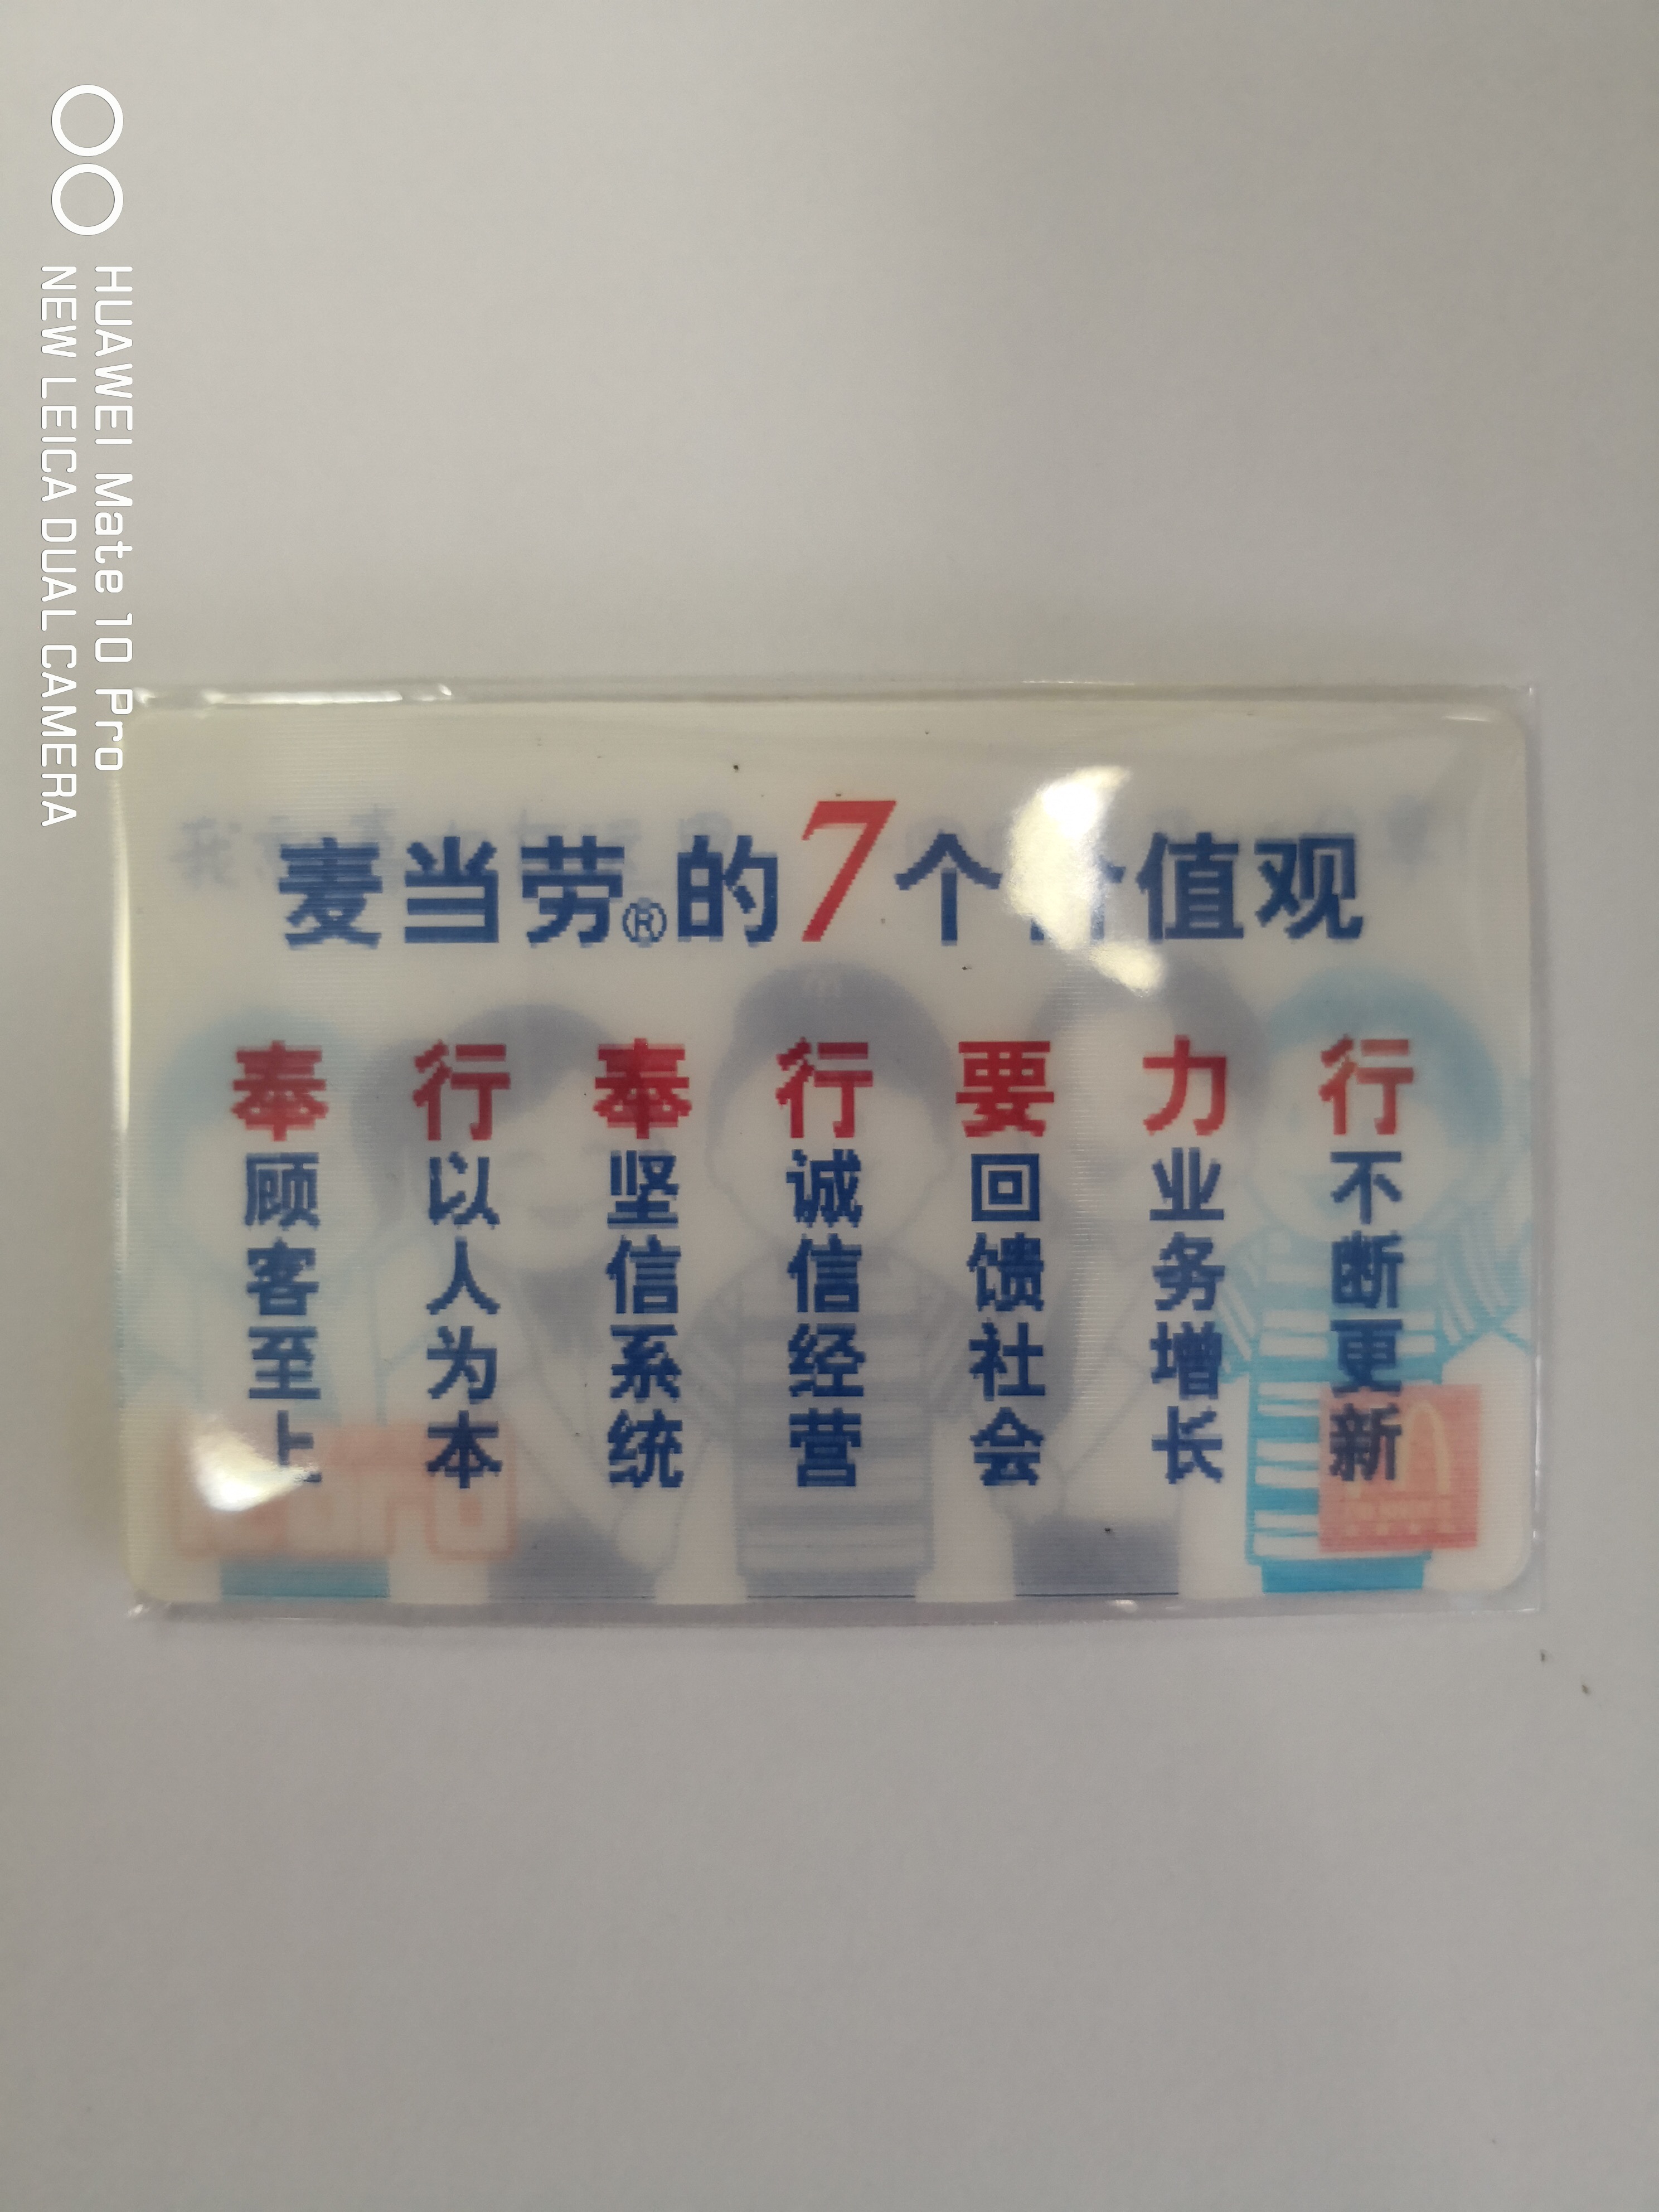 HUAWEI Mate 10 Pro
NEW LEICA DUAL CAMERA
麦当劳®的7个价值观
奉顾客至上
行以人为本
奉坚信系统
行诚信经营
要回馈社会
力业务增长
行不断更新